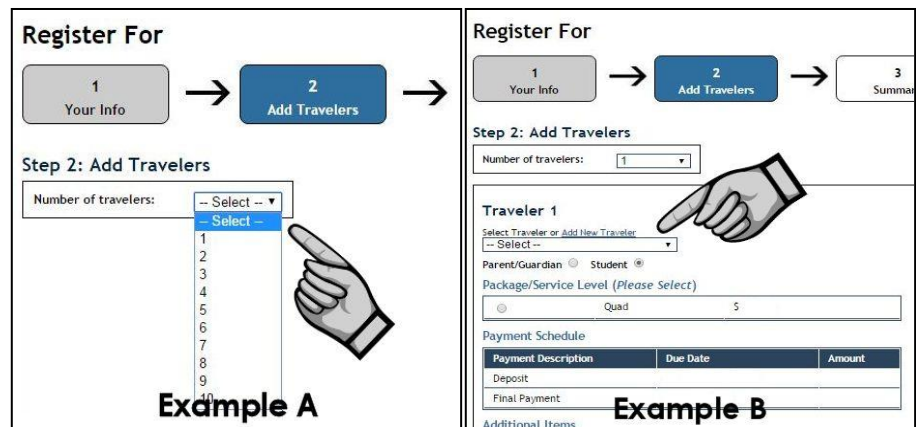 Register For
1
Your Info
→
2
Add Travelers
→
Step 2: Add Travelers
Number of travelers:
-- Select --
-- Select --
1
2
3
4
5
6
7
8
9
10
Example A
Register For
1
Your Info
→
2
Add Travelers
→
3
Summar
Step 2: Add Travelers
Number of travelers: 1
Traveler 1
Select Traveler or Add New Traveler
-- Select --
Parent/Guardian Student
Package/Service Level (Please Select)
Quad $
Payment Schedule
Payment Description Due Date Amount
Deposit
Final Payment
Additional Items
Example B